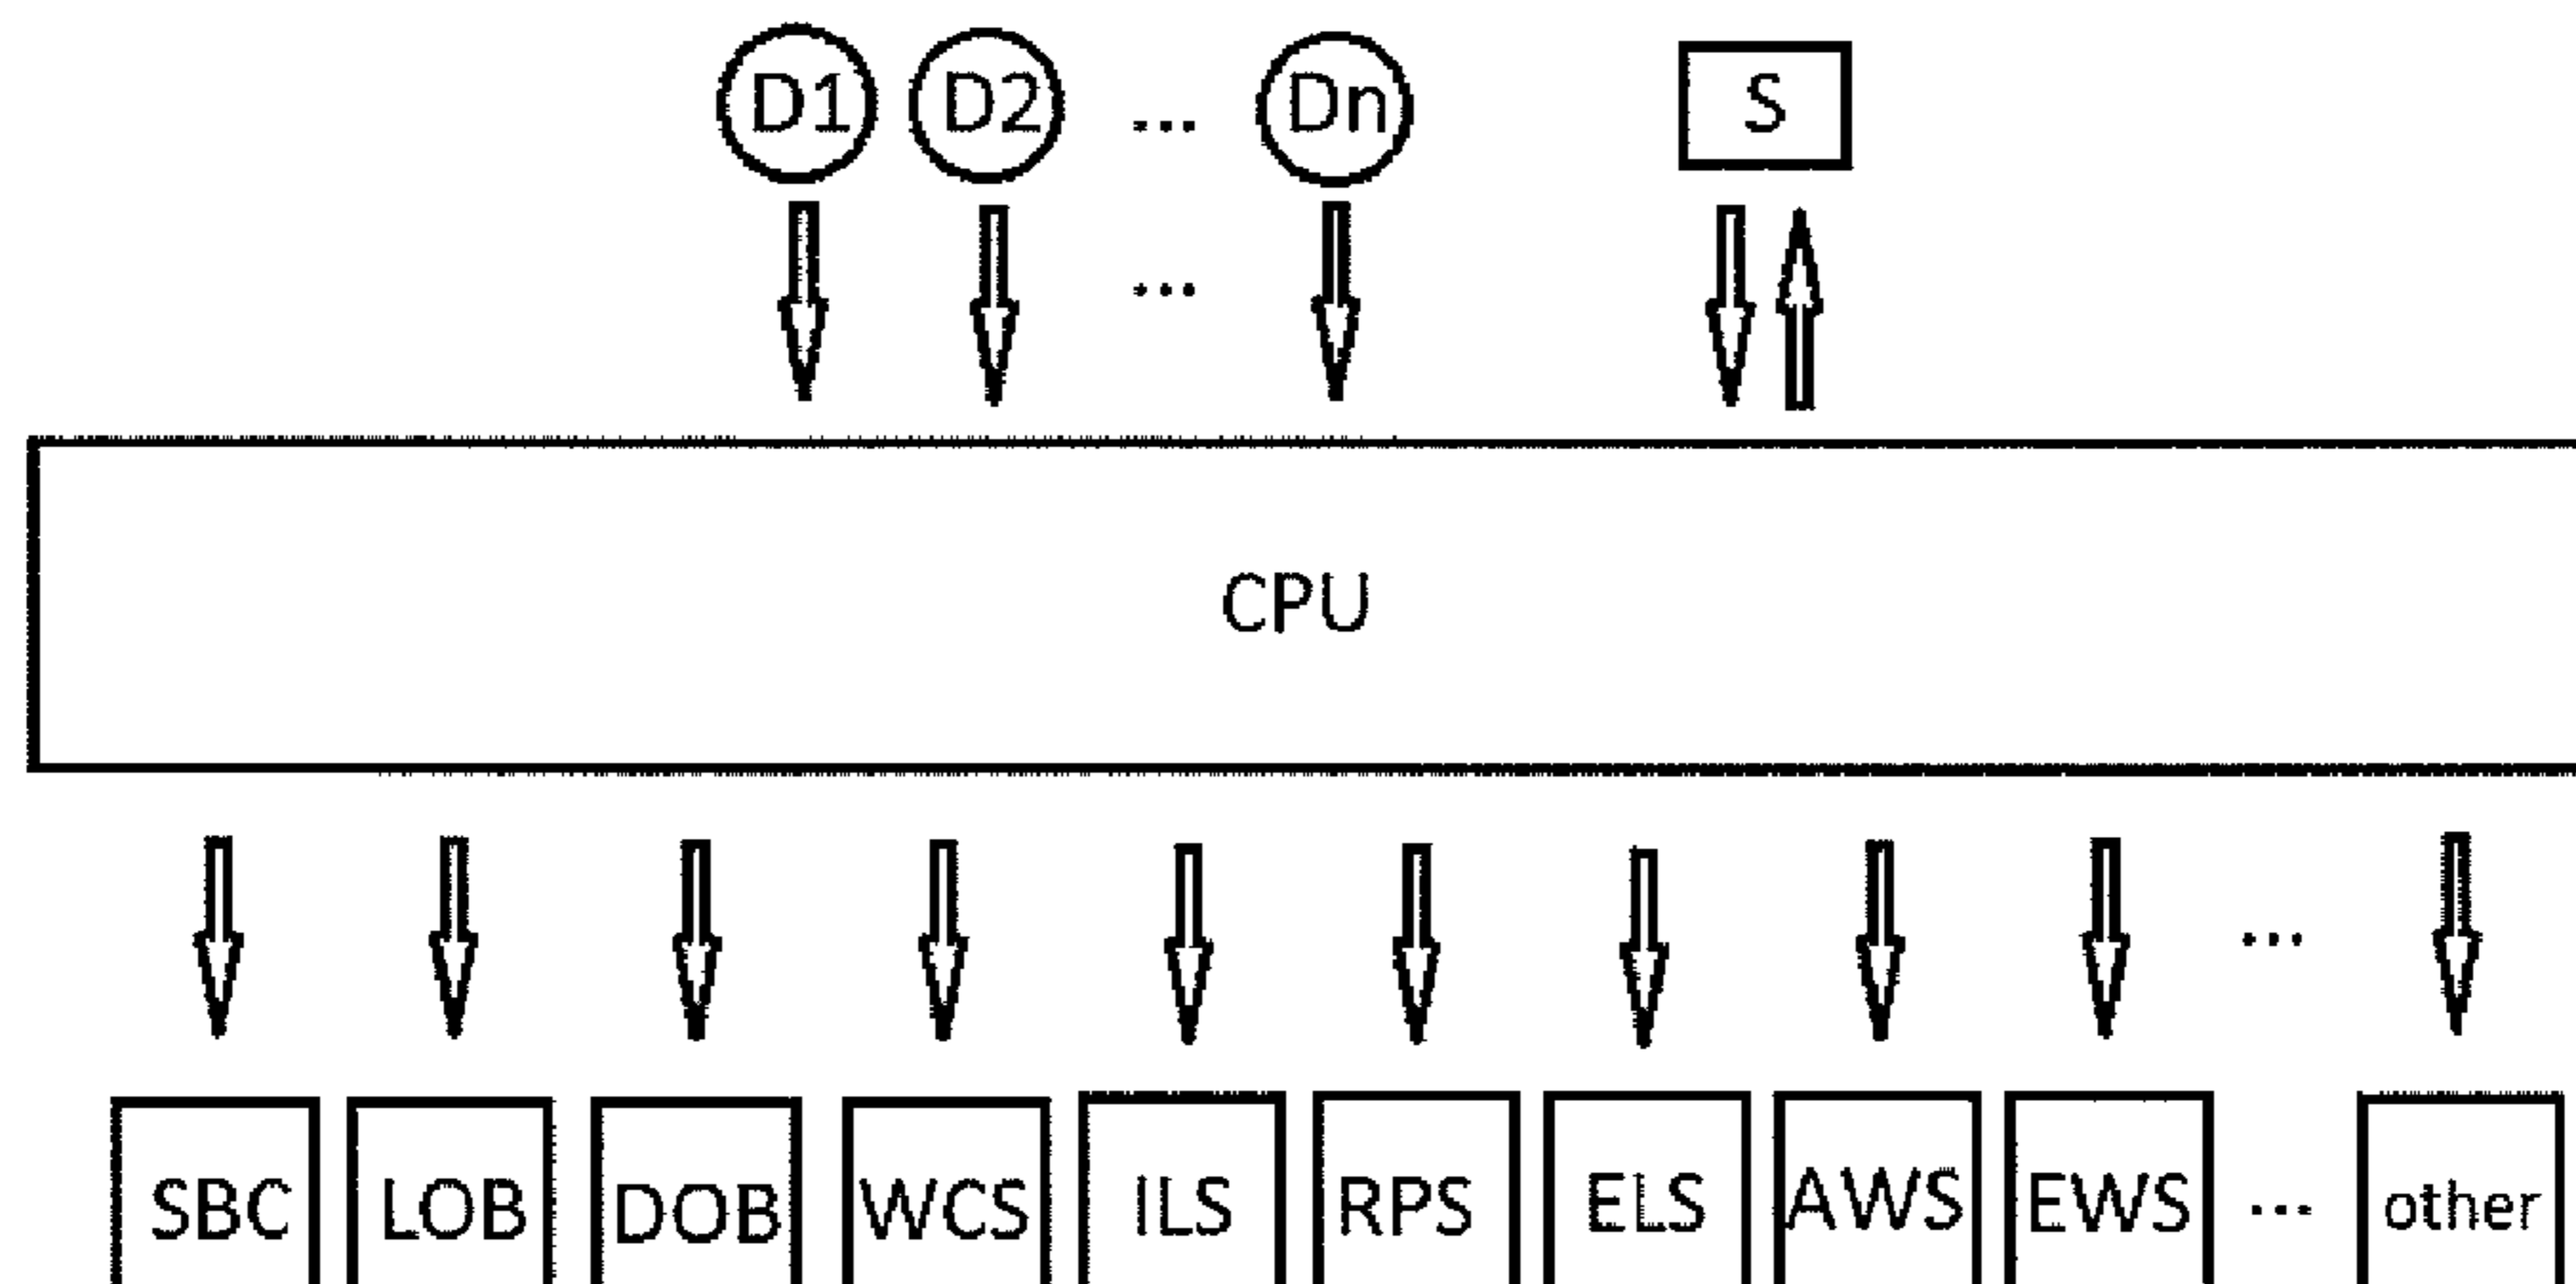 D1 D2 ... Dn S
...
CPU
...
SBC LOB DOB WCS ILS RPS ELS AWS EWS ... other